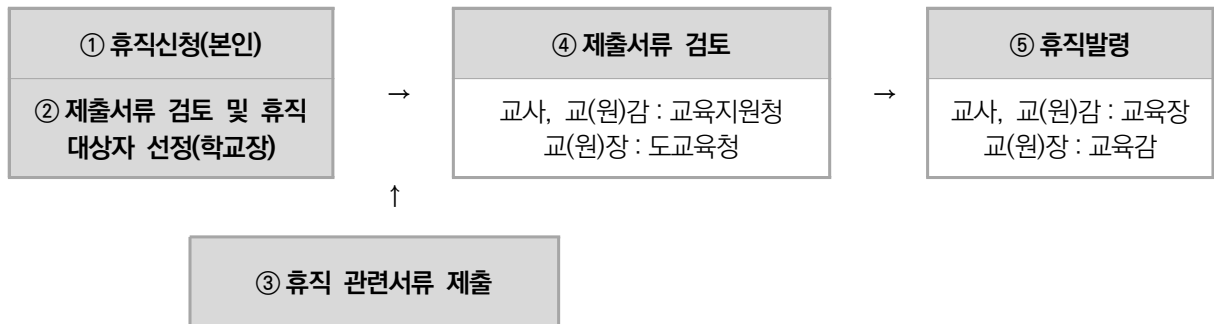 ① 휴직신청(본인)
② 제출서류 검토 및 휴직
대상자 선정(학교장)
→
④ 제출서류 검토
교사, 교(원)감 : 교육지원청
교(원)장 : 도교육청
→
⑤ 휴직발령
교사, 교(원)감 : 교육장
교(원)장 : 교육감
↑
③ 휴직 관련서류 제출